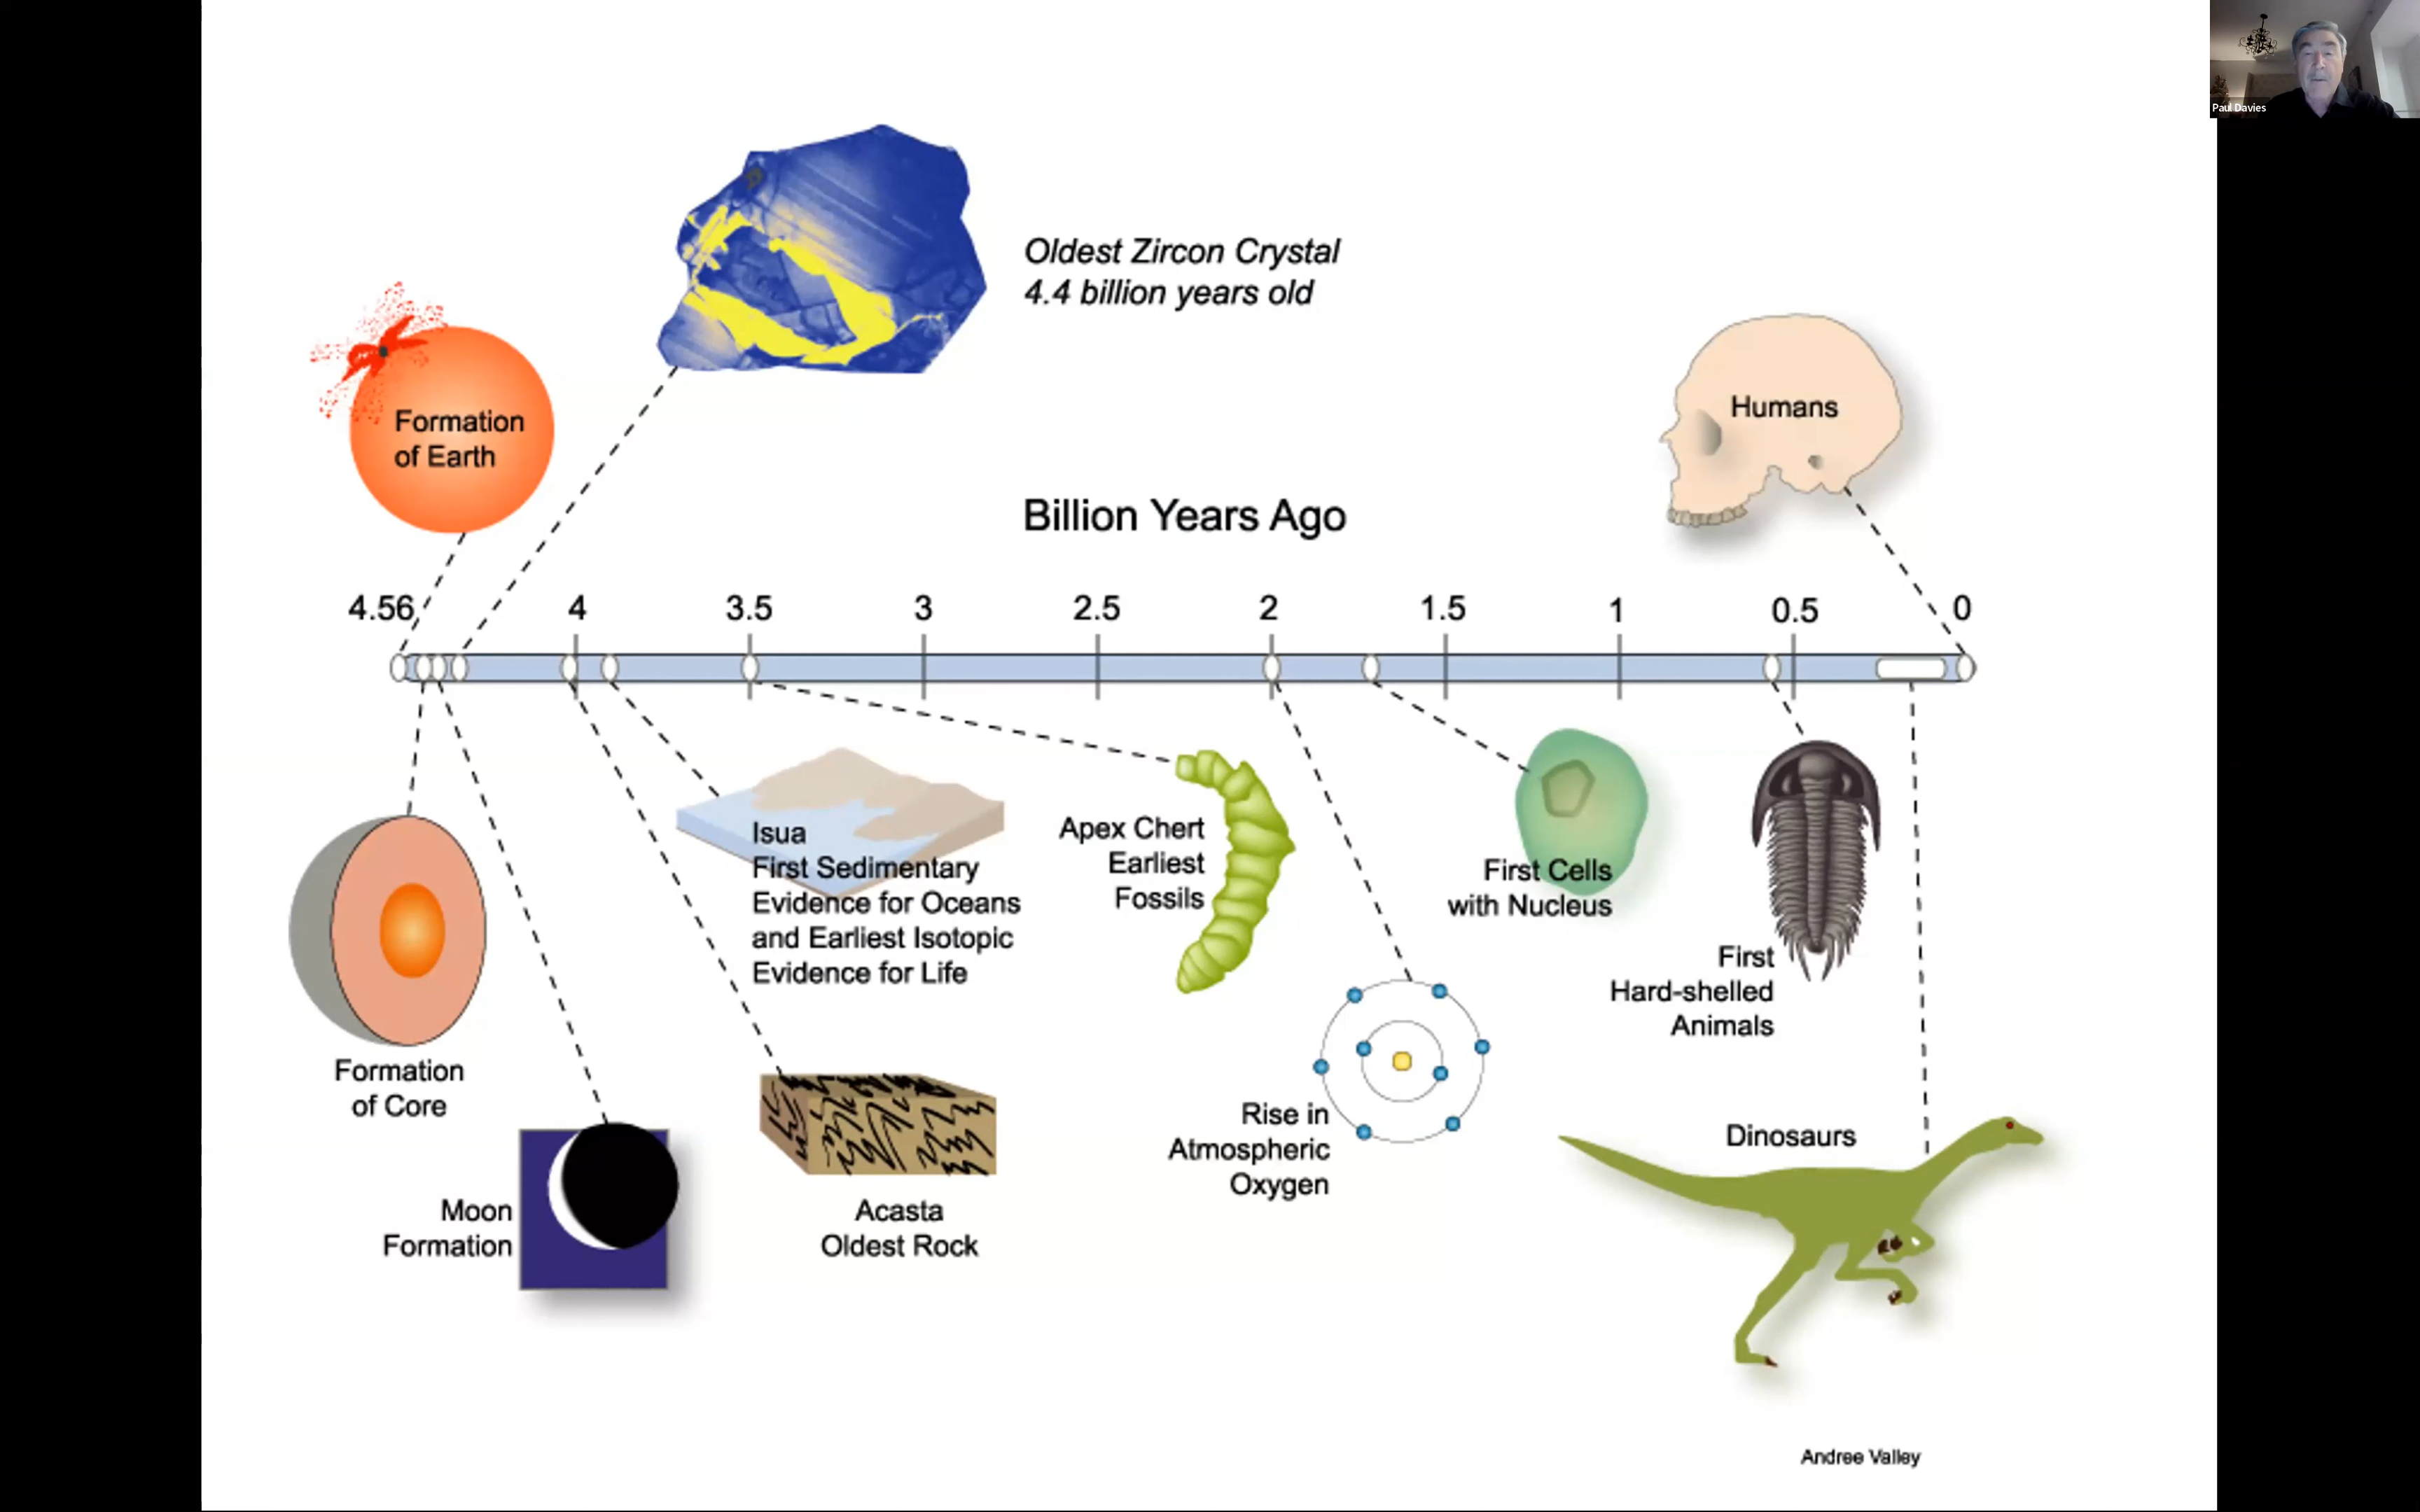 Paul Davies
Oldest Zircon Crystal
4.4 billion years old
Formation
of Earth
Humans
Billion Years Ago
4.56
4
3.5
3
2.5
2
1.5
1
0.5
0
Isua
First Sedimentary
Evidence for Oceans
and Earliest Isotopic
Evidence for Life
Apex Chert
Earliest
Fossils
First Cells
with Nucleus
First
Hard-shelled
Animals
Formation
of Core
Moon
Formation
Acasta
Oldest Rock
Rise in
Atmospheric
Oxygen
Dinosaurs
Andree Valley